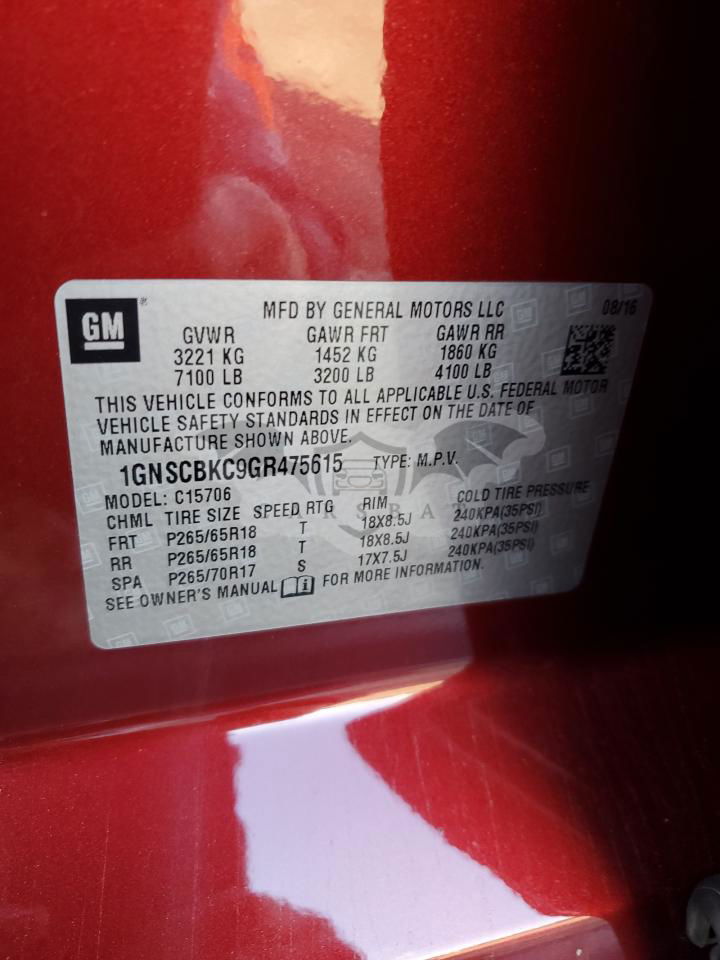 GM
MFD BY GENERAL MOTORS LLC 08/16
GVWR GAWR FRT GAWR RR
3221 KG 1452 KG 1860 KG
7100 LB 3200 LB 4100 LB
THIS VEHICLE CONFORMS TO ALL APPLICABLE U.S. FEDERAL MOTOR
VEHICLE SAFETY STANDARDS IN EFFECT ON THE DATE OF
MANUFACTURE SHOWN ABOVE.
1GNSCBKC9GR475615 TYPE: M.P.V.
MODEL: C15706
CHML TIRE SIZE SPEED RTG RIM COLD TIRE PRESSURE
FRT P265/65R18 T 18X8.5J 240KPA(35PSI)
RR P265/65R18 T 18X8.5J 240KPA(35PSI)
SPA P265/70R17 S 17X7.5J 240KPA(35PSI)
SEE OWNER'S MANUAL i FOR MORE INFORMATION.